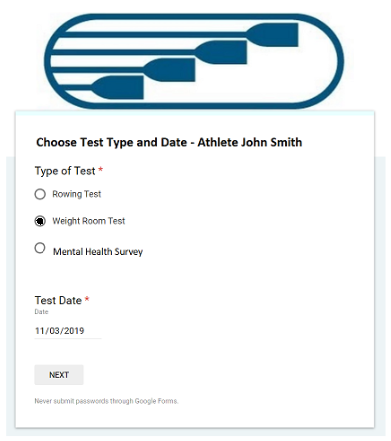 Choose Test Type and Date - Athlete John Smith
Type of Test *
Rowing Test
Weight Room Test
Mental Health Survey
Test Date *
Date
11/03/2019
NEXT
Never submit passwords through Google Forms.